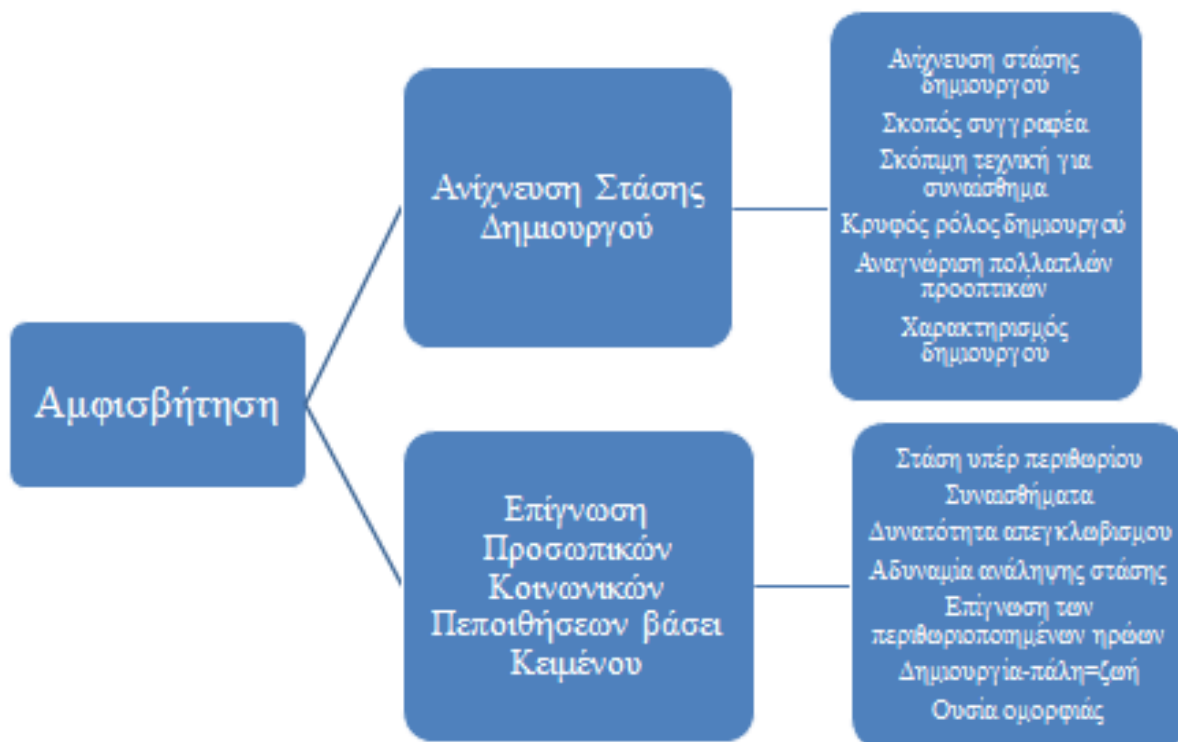 Αμφισβήτηση
Ανίχνευση Στάσης
Δημιουργού
Ανίχνευση στάσης
δημιουργού
Σκοπός συγγραφέα
Σκόπιμη τεχνική για
συναίσθημα
Κρυφός ρόλος δημιουργού
Αναγνώριση πολλαπλών
προοπτικών
Χαρακτηρισμός
δημιουργού
Επίγνωση
Προσωπικών
Κοινωνικών
Πεποιθήσεων βάσει
Κειμένου
Στάση υπέρ περιθωρίου
Συναισθήματα
Δυνατότητα απεγκλωβισμου
Αδυναμία ανάληψης στάσης
Επίγνωση των
περιθωριοποιημένων ηρώων
Δημιουργία-πάλη=ζωή
Ουσία ομορφιάς